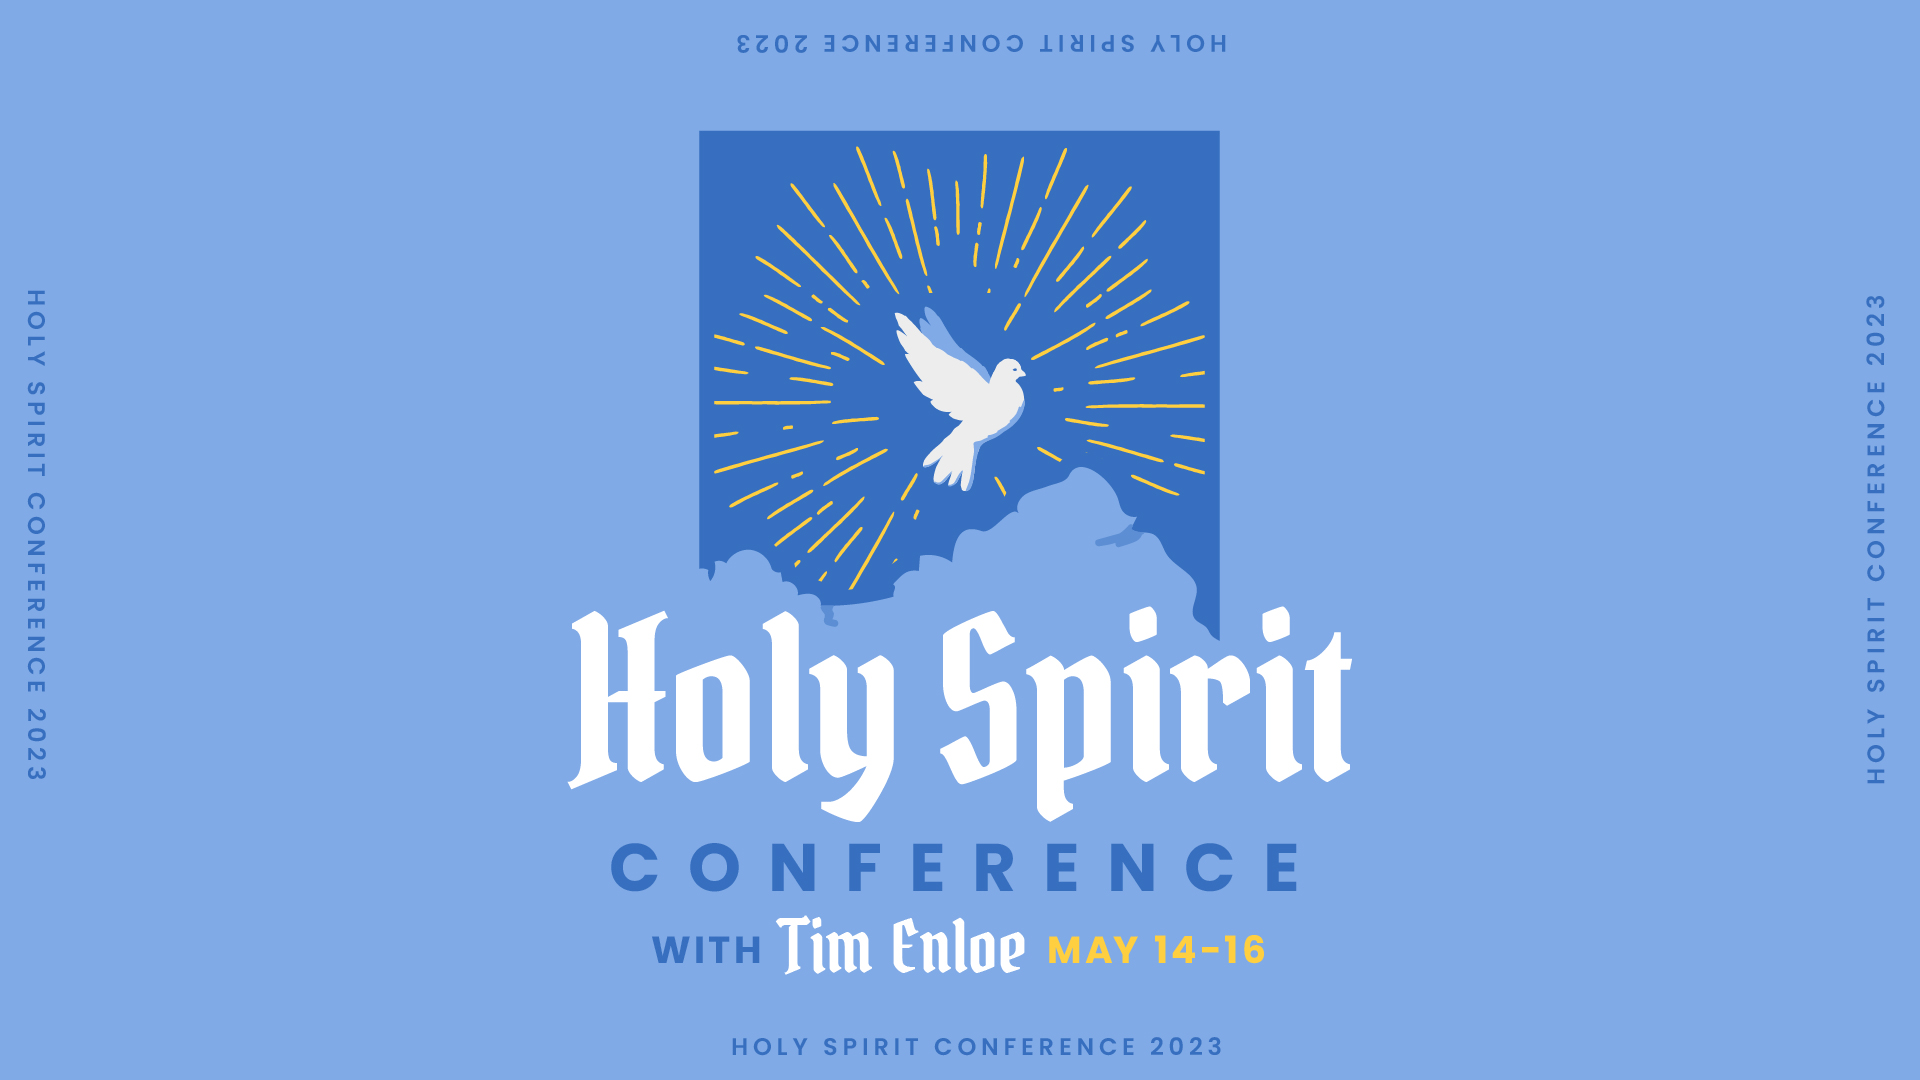 HOLY SPIRIT CONFERENCE 2023
HOLY SPIRIT CONFERENCE 2023
HOLY SPIRIT CONFERENCE 2023
Holy Spirit
CONFERENCE
WITH Tim Enloe MAY 14-16
HOLY SPIRIT CONFERENCE 2023